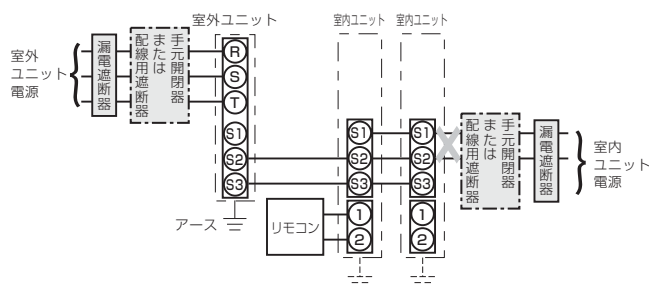 室外ユニット
室内ユニット
室内ユニット
室外
ユニット
電源
漏電遮断器
手元開閉器
または
配線用遮断器
R
S
T
S1
S2
S3
アース
リモコン
S1
S2
S3
1
2
S1
S2
S3
1
2
手元開閉器
または
配線用遮断器
漏電遮断器
室内
ユニット
電源